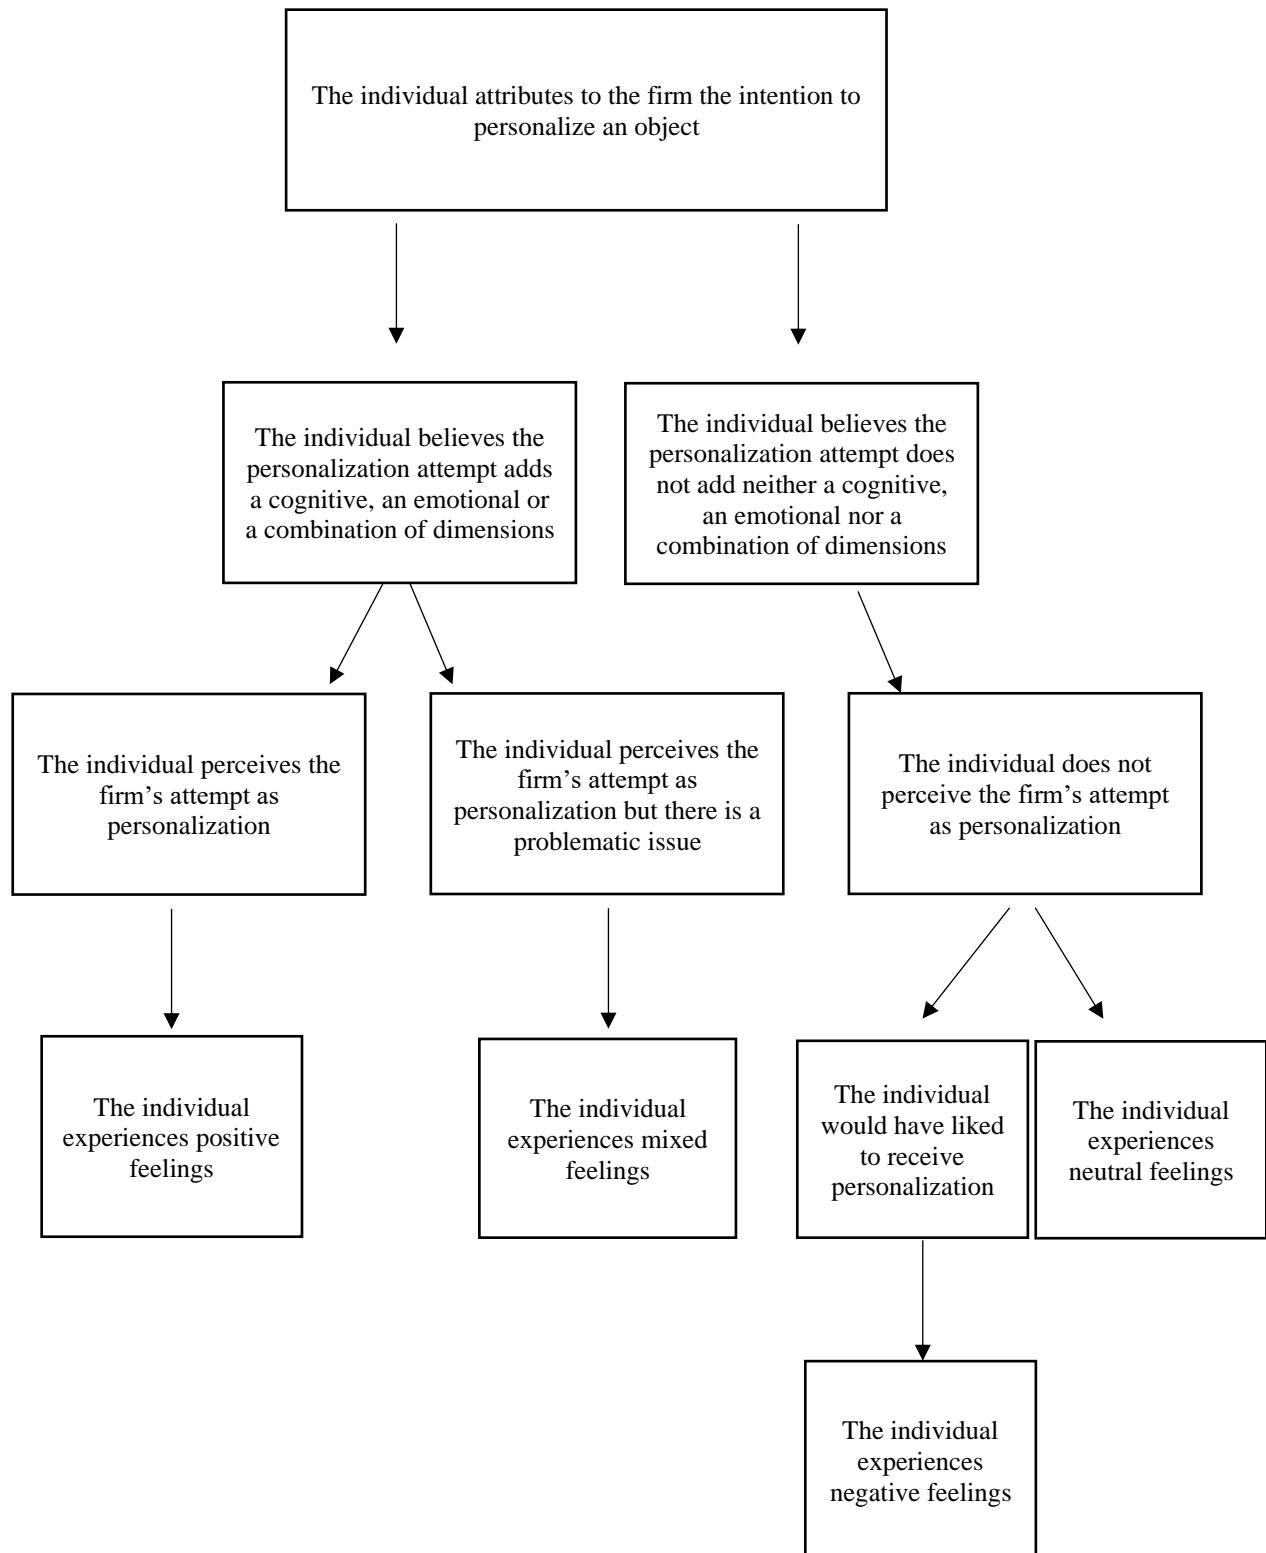 The individual attributes to the firm the intention to
personalize an object
The individual believes the
personalization attempt adds
a cognitive, an emotional or
a combination of dimensions
The individual believes the
personalization attempt does
not add neither a cognitive,
an emotional nor a
combination of dimensions
The individual perceives the
firm’s attempt as
personalization
The individual perceives the
firm’s attempt as
personalization but there is a
problematic issue
The individual does not
perceive the firm’s attempt
as personalization
The individual
experiences positive
feelings
The individual
experiences mixed
feelings
The individual
would have liked
to receive
personalization
The individual
experiences
neutral feelings
The individual
experiences
negative feelings